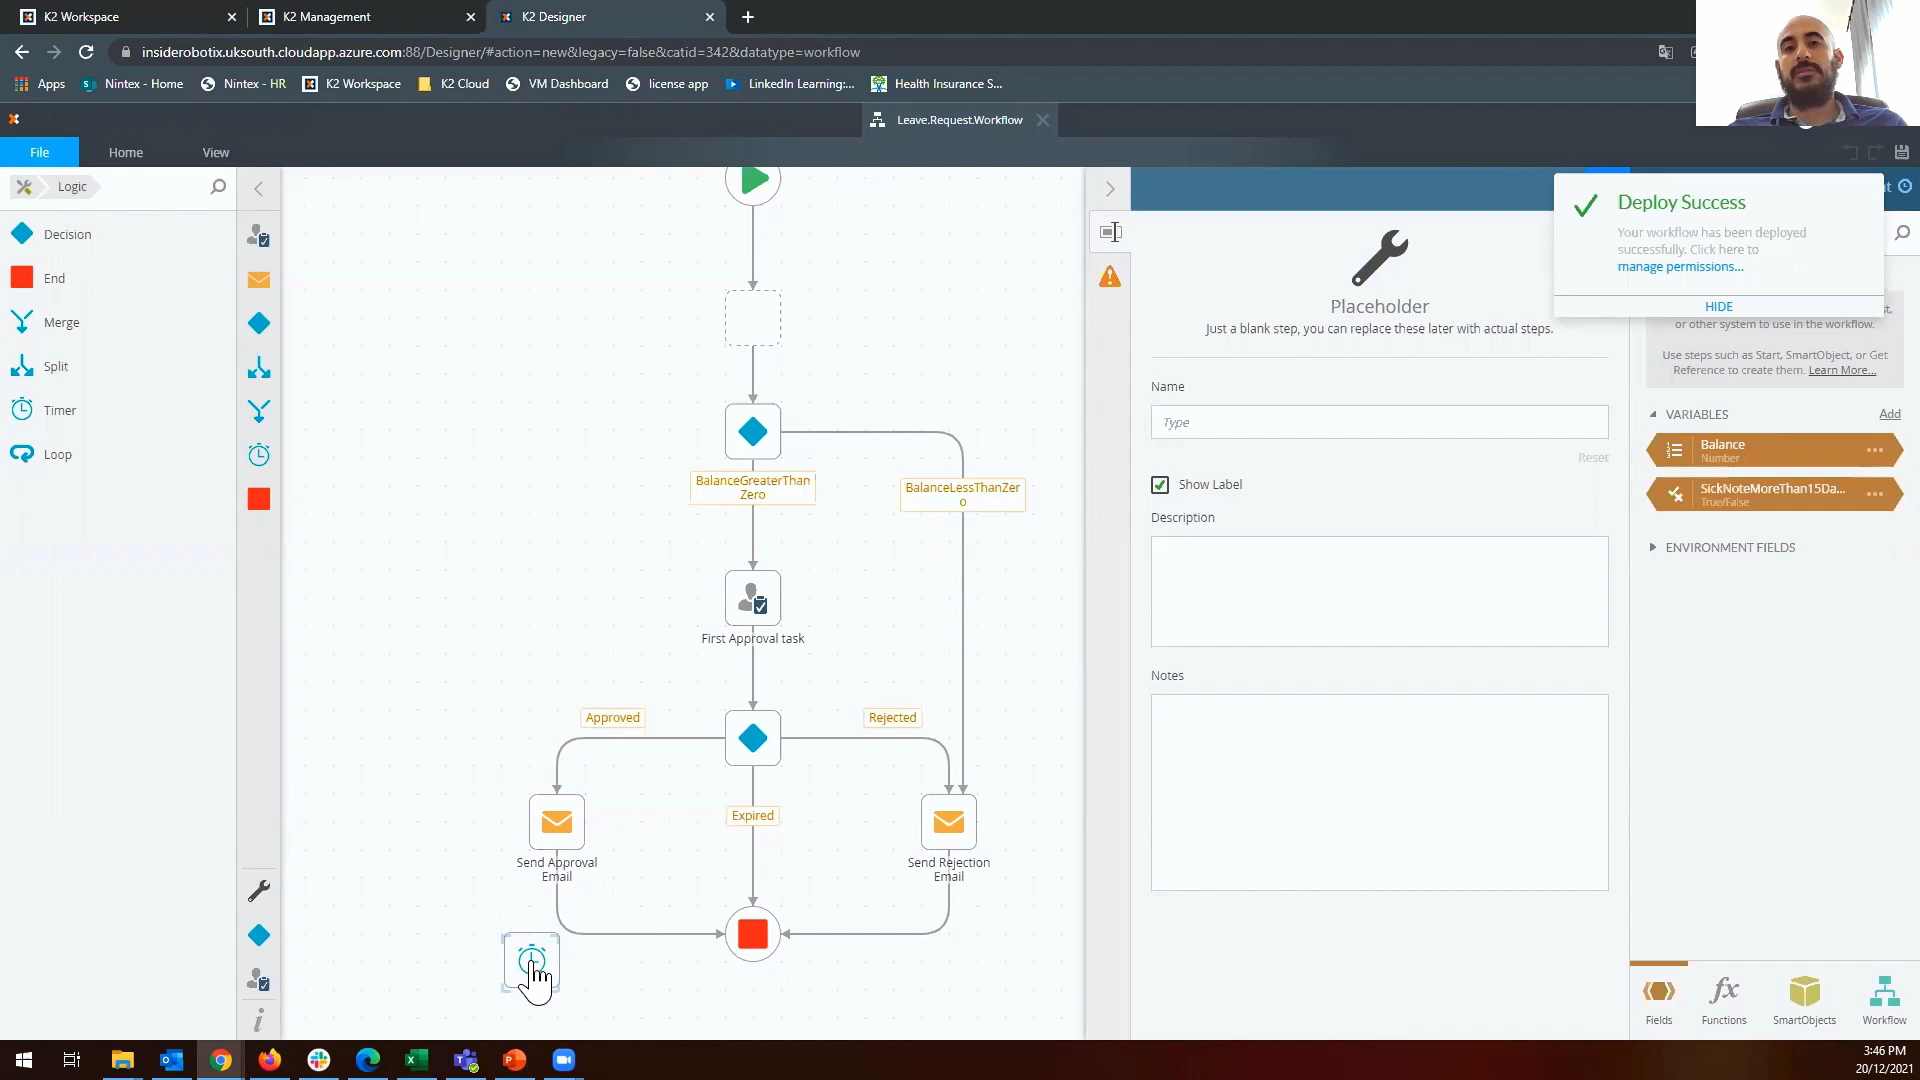 K2 Workspace
K2 Management
K2 Designer
insiderobotix.uksouth.cloudapp.azure.com:88/Designer/#action=new&legacy=false&catid=342&datatype=workflow
Apps
Nintex - Home
Nintex - HR
K2 Workspace
K2 Cloud
VM Dashboard
license app
LinkedIn Learning:...
Health Insurance S...
Leave.Request.Workflow
File
Home
View
Logic
Decision
End
Merge
Split
Timer
Loop
BalanceGreaterThan
Zero
BalanceLessThanZer
o
First Approval task
Approved
Rejected
Expired
Send Approval
Email
Send Rejection
Email
Placeholder
Just a blank step, you can replace these later with actual steps.
Name
Type
Reset
Show Label
Description
Notes
Deploy Success
Your workflow has been deployed
successfully. Click here to
manage permissions...
HIDE
or other system to use in the workflow.
Use steps such as Start, SmartObject, or Get
Reference to create them. Learn More...
VARIABLES
Add
Balance
Number
SickNoteMoreThan15Da...
True/False
ENVIRONMENT FIELDS
Fields
Functions
SmartObjects
Workflow
3:46 PM
20/12/2021